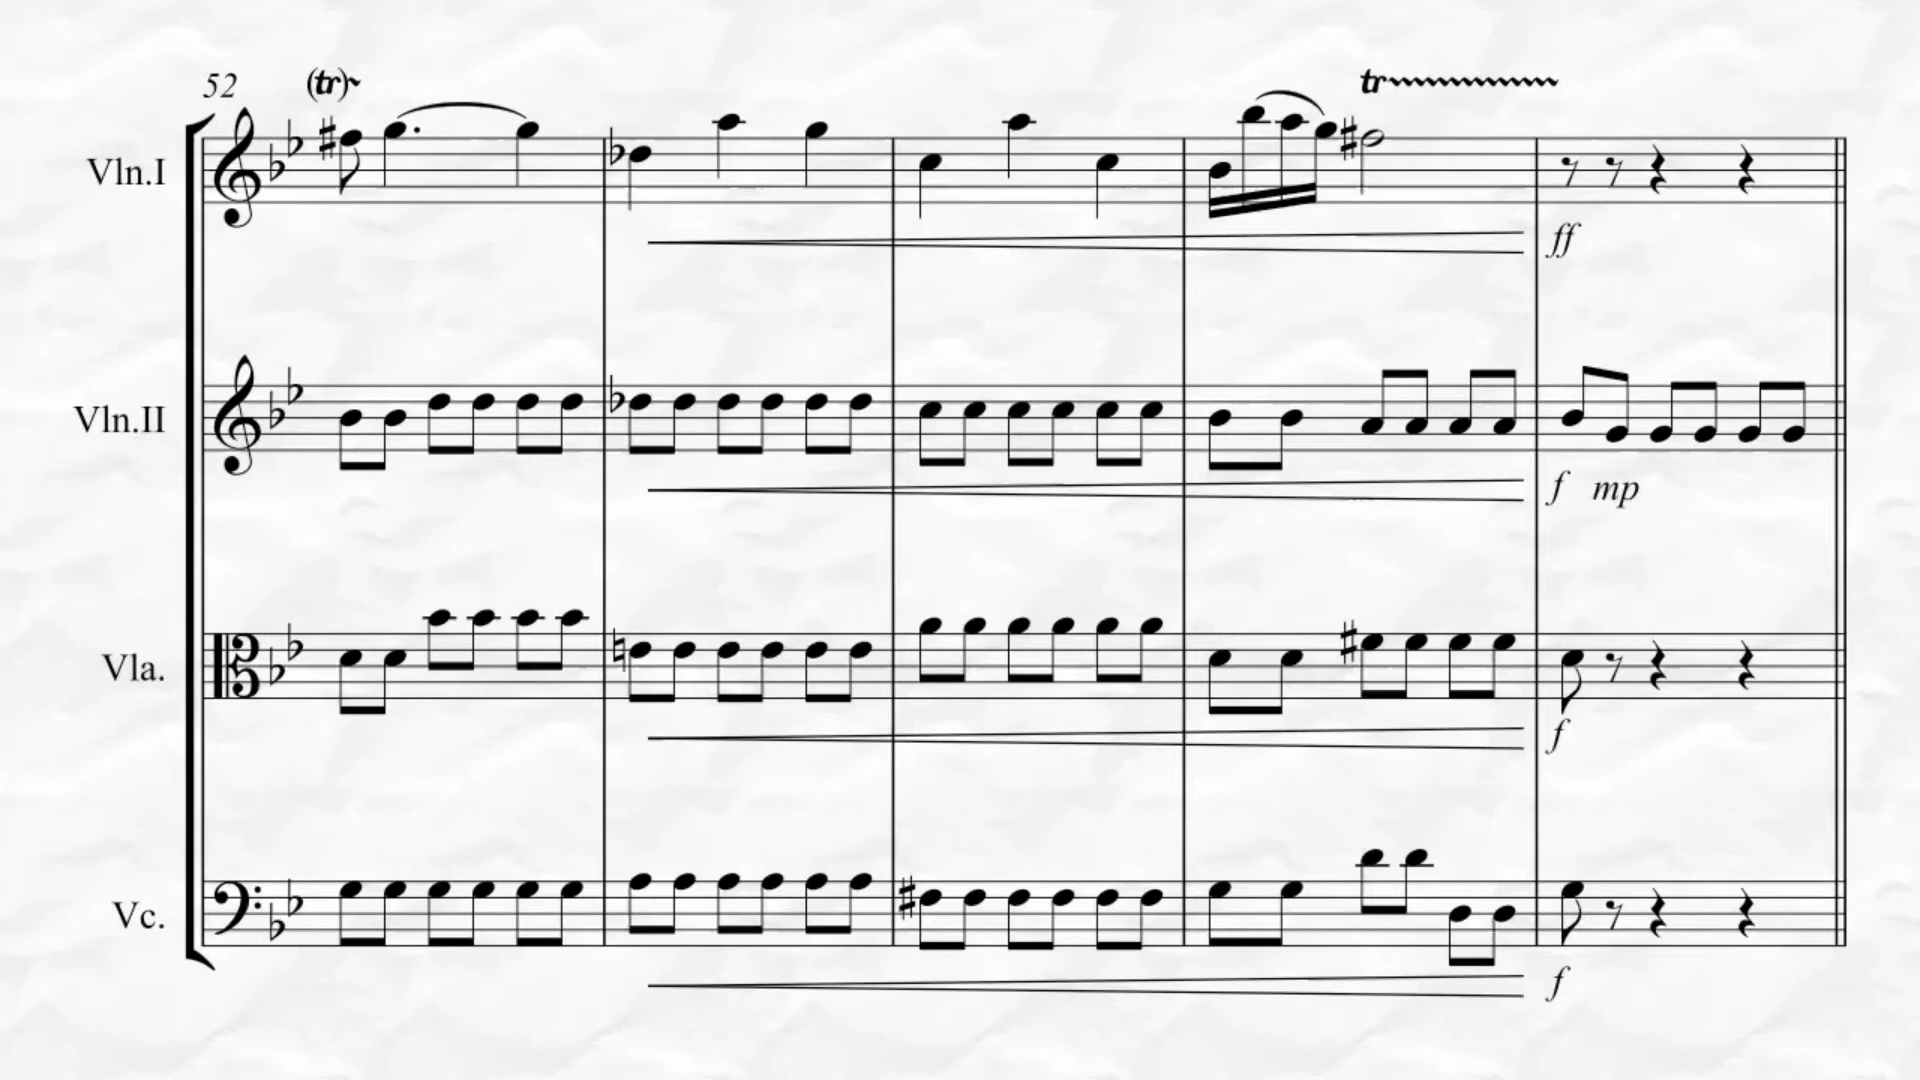 52 (tr)
tr
Vln.I
ff
Vln.II
f mp
Vla.
f
Vc.
f